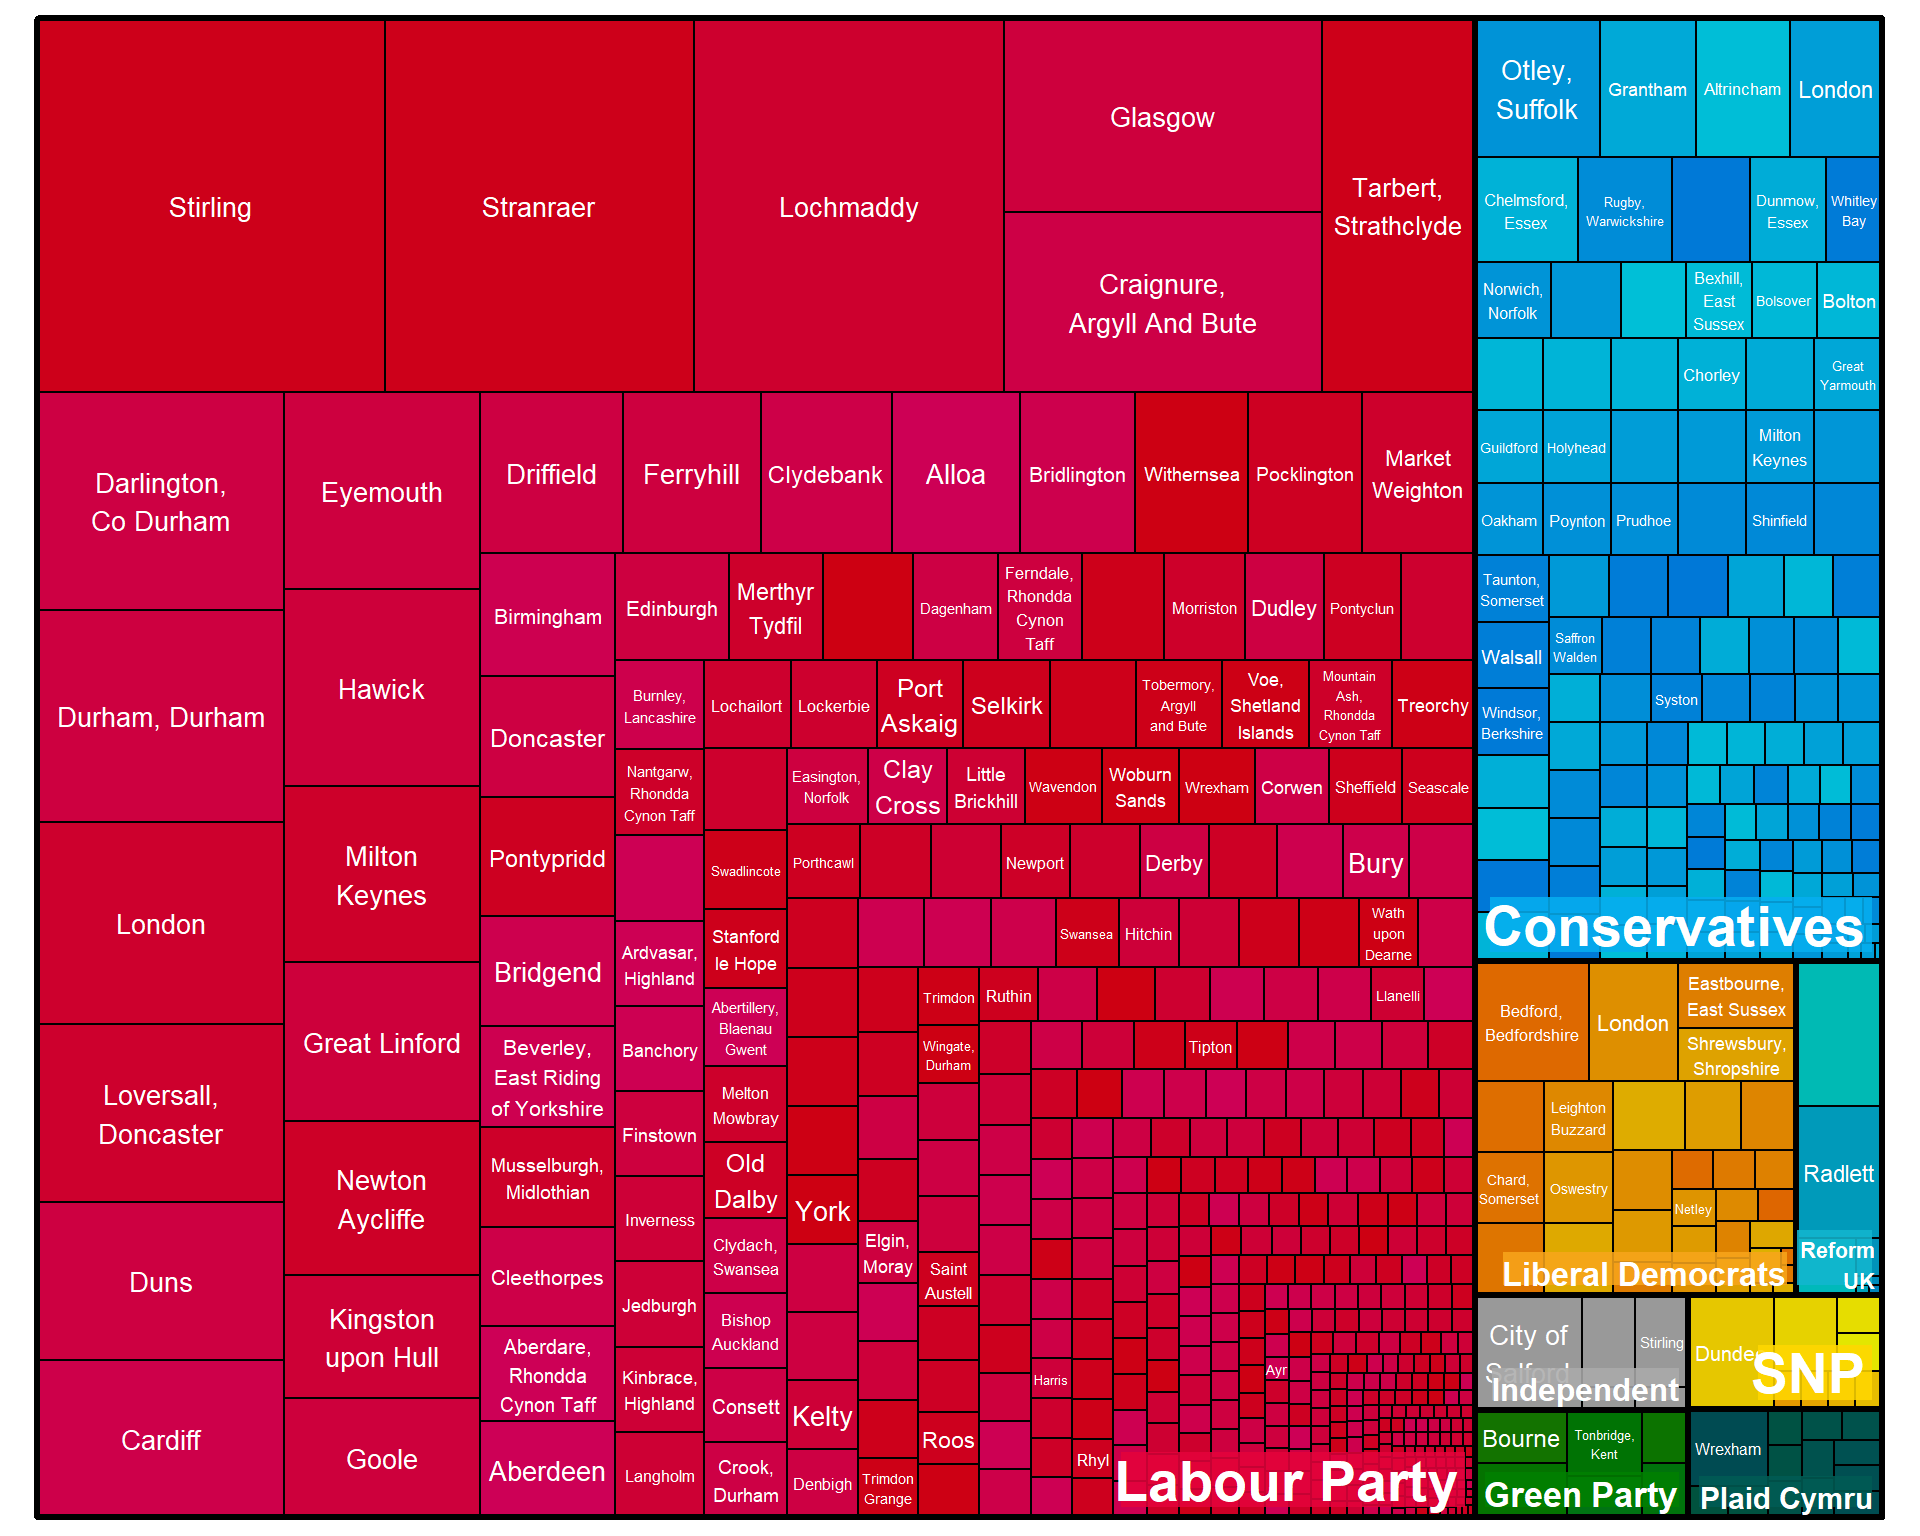 Stirling
Stranraer
Lochmaddy
Glasgow
Craignure,
Argyll And Bute
Tarbert,
Strathclyde
Darlington,
Co Durham
Durham, Durham
London
Loversall,
Doncaster
Duns
Cardiff
Eyemouth
Hawick
Milton
Keynes
Great Linford
Newton
Aycliffe
Kingston
upon Hull
Goole
Driffield
Ferryhill
Clydebank
Alloa
Bridlington
Withernsea
Pocklington
Market
Weighton
Birmingham
Doncaster
Pontypridd
Bridgend
Beverley,
East Riding
of Yorkshire
Musselburgh,
Midlothian
Cleethorpes
Aberdare,
Rhondda
Cynon Taff
Aberdeen
Edinburgh
Merthyr
Tydfil
Dagenham
Ferndale,
Rhondda
Cynon
Taff
Morriston
Dudley
Pontyclun
Burnley,
Lancashire
Nantgarw,
Rhondda
Cynon Taff
Ardvasar,
Highland
Banchory
Finstown
Inverness
Jedburgh
Kinbrace,
Highland
Langholm
Lochailort
Lockerbie
Port
Askaig
Selkirk
Tobermory,
Argyll
and Bute
Voe,
Shetland
Islands
Mountain
Ash,
Rhondda
Cynon Taff
Treorchy
Swadlincote
Stanford
le Hope
Abertillery,
Blaenau
Gwent
Melton
Mowbray
Old
Dalby
Clydach,
Swansea
Bishop
Auckland
Consett
Crook,
Durham
Easington,
Norfolk
Clay
Cross
Little
Brickhill
Wavendon
Woburn
Sands
Wrexham
Corwen
Sheffield
Seascale
Porthcawl
Newport
Derby
Bury
York
Kelty
Denbigh
Swansea
Hitchin
Wath
upon
Dearne
Elgin,
Moray
Trimdon
Grange
Trimdon
Wingate,
Durham
Saint
Austell
Roos
Ruthin
Llanelli
Tipton
Harris
Rhyl
Ayr
Labour Party
Otley,
Suffolk
Grantham
Altrincham
London
Chelmsford,
Essex
Rugby,
Warwickshire
Dunmow,
Essex
Whitley
Bay
Norwich,
Norfolk
Bexhill,
East
Sussex
Bolsover
Bolton
Chorley
Great
Yarmouth
Guildford
Holyhead
Milton
Keynes
Oakham
Poynton
Prudhoe
Shinfield
Taunton,
Somerset
Walsall
Windsor,
Berkshire
Saffron
Walden
Syston
Conservatives
Bedford,
Bedfordshire
London
Eastbourne,
East Sussex
Shrewsbury,
Shropshire
Leighton
Buzzard
Chard,
Somerset
Oswestry
Netley
Liberal Democrats
Radlett
Reform
UK
City of
Salford
Stirling
Independent
Dundee
SNP
Bourne
Tonbridge,
Kent
Green Party
Wrexham
Plaid Cymru